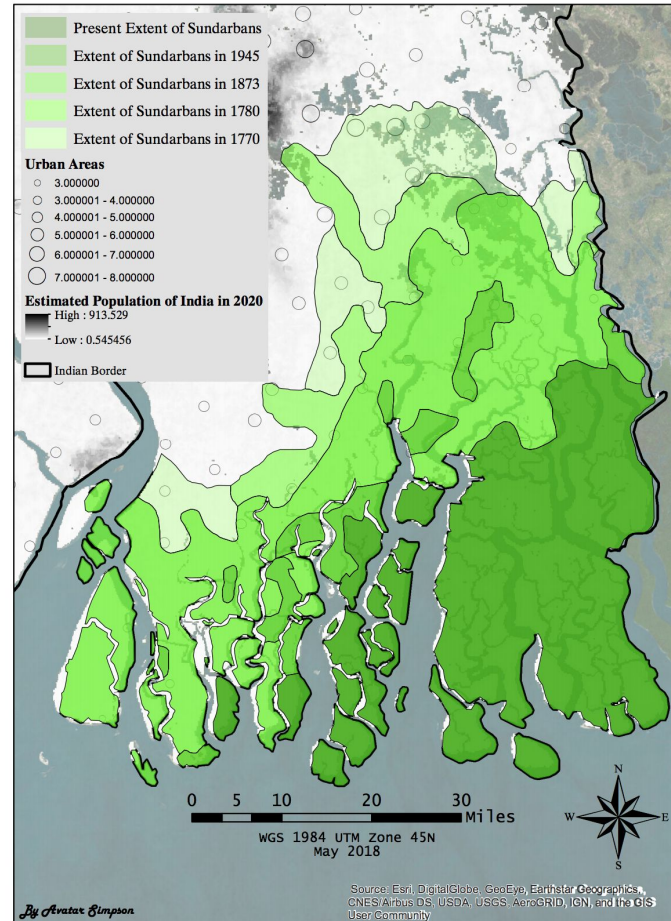 Present Extent of Sundarbans
Extent of Sundarbans in 1945
Extent of Sundarbans in 1873
Extent of Sundarbans in 1780
Extent of Sundarbans in 1770
Urban Areas
3.000000
3.000001 - 4.000000
4.000001 - 5.000000
5.000001 - 6.000000
6.000001 - 7.000000
7.000001 - 8.000000
Estimated Population of India in 2020
High : 913.529
Low : 0.545456
Indian Border
N
W E
S
0 5 10 20 30
Miles
WGS 1984 UTM Zone 45N
May 2018
By Avatar Simpson
Source: Esri, DigitalGlobe, GeoEye, Earthstar Geographics,
CNES/Airbus DS, USDA, USGS, AeroGRID, IGN, and the GIS
User Community